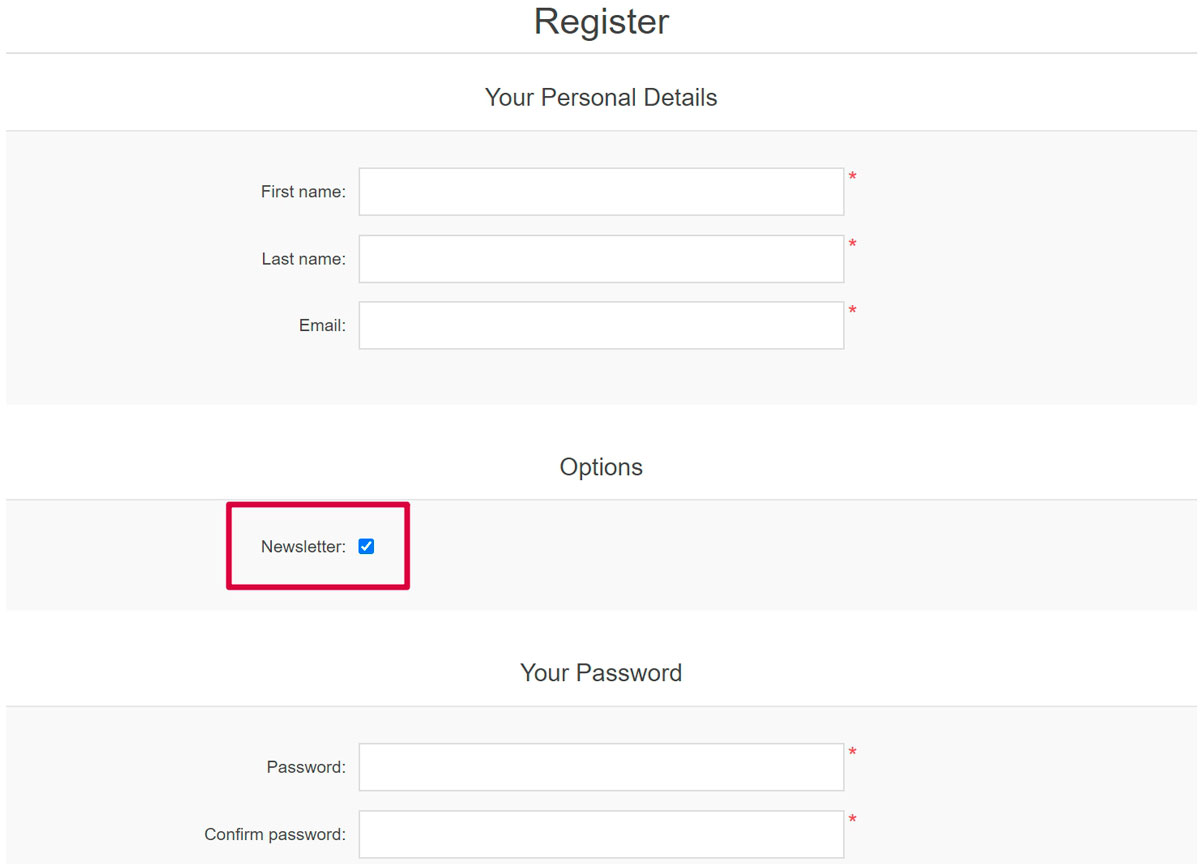 Register
Your Personal Details
First name: *
Last name: *
Email: *
Options
Newsletter:
Your Password
Password: *
Confirm password: *